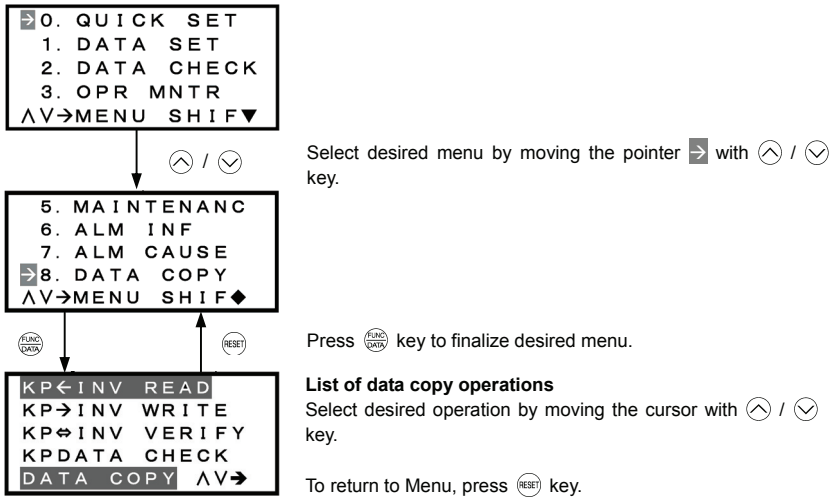 →0. QUICK SET
1. DATA SET
2. DATA CHECK
3. OPR MNTR
∧∨→MENU SHIF▼
∧ / ∨
Select desired menu by moving the pointer → with ∧ / ∨
key.
5. MAINTENANC
6. ALM INF
7. ALM CAUSE
→8. DATA COPY
∧∨→MENU SHIF◆
FUNC
DATA
RESET
Press FUNC DATA key to finalize desired menu.
KP←INV READ
KP→INV WRITE
KP⇔INV VERIFY
KPDATA CHECK
DATA COPY ∧∨→
List of data copy operations
Select desired operation by moving the cursor with ∧ / ∨
key.
To return to Menu, press RESET key.